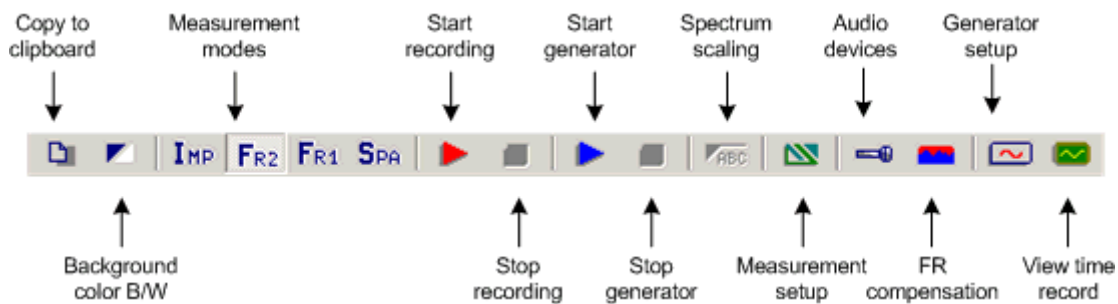 Copy to
clipboard
Measurement
modes
Start
recording
Start
generator
Spectrum
scaling
Audio
devices
Generator
setup
IMP FR2 FR1 SPA ABC
Background
color B/W
Stop
recording
Stop
generator
Measurement
setup
FR
compensation
View time
record